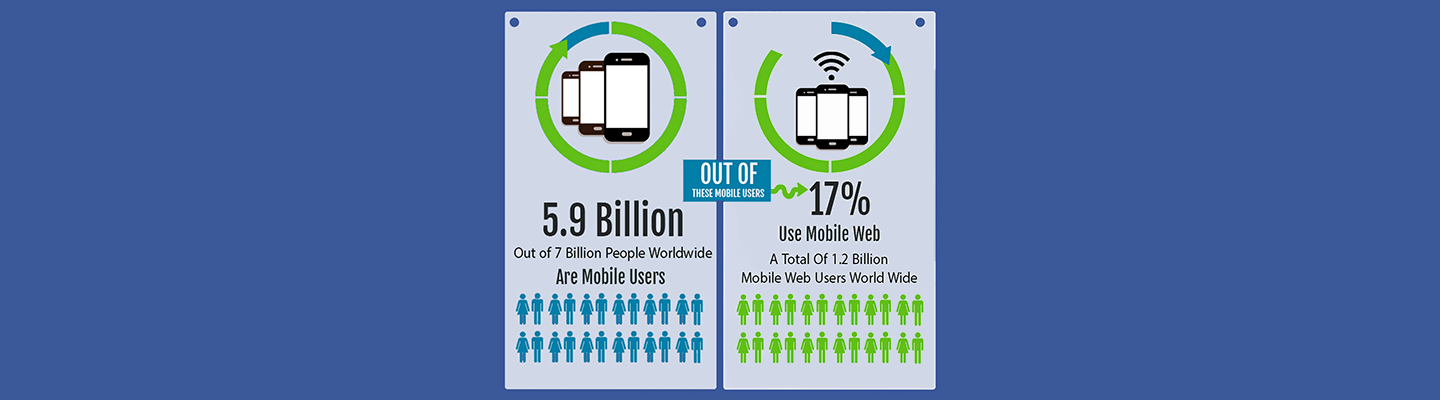 5.9 Billion
Out of 7 Billion People Worldwide
Are Mobile Users
OUT OF
THESE MOBILE USERS
17%
Use Mobile Web
A Total Of 1.2 Billion
Mobile Web Users World Wide